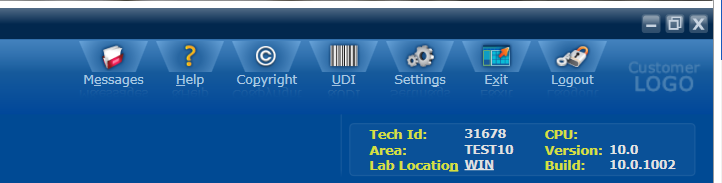 Messages Help Copyright UDI Settings Exit Logout
Customer
LOGO
Tech Id: 31678 CPU:
Area: TEST10 Version: 10.0
Lab Location WIN Build: 10.0.1002